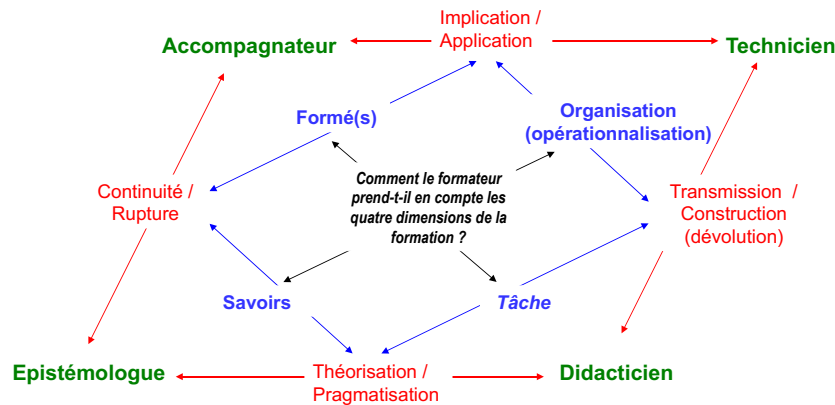 Implication /
Application
Accompagnateur
Technicien
Formé(s)
Organisation
(opérationnalisation)
Comment le formateur
prend-t-il en compte les
quatre dimensions de la
formation ?
Continuité /
Rupture
Transmission /
Construction
(dévolution)
Savoirs
Tâche
Epistémologue
Théorisation /
Pragmatisation
Didacticien